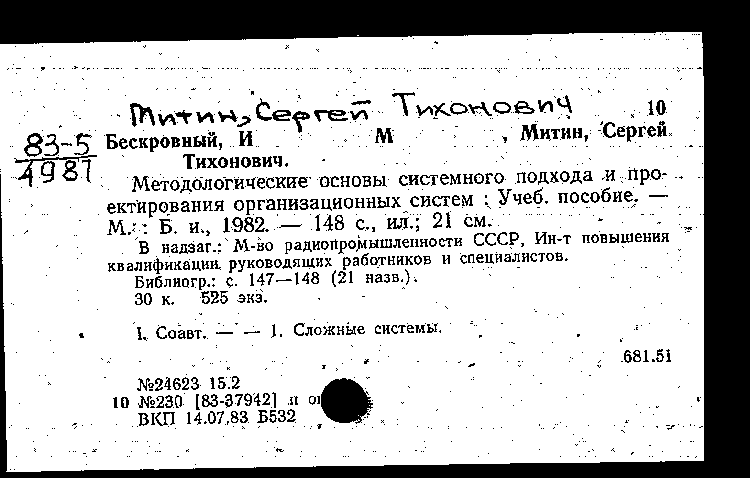 Митин, Сергей Тихонович 10
83-5
4981
Бескровный, И М , Митин, Сергей
Тихонович.
Методологические основы системного подхода и про-
ектирования организационных систем : Учеб. пособие. —
М. : Б. и., 1982. — 148 с., ил.; 21 см.
В надзаг.: М-во радиопромышленности СССР, Ин-т повышения
квалификации руководящих работников и специалистов.
Библиогр.: с. 147—148 (21 назв.).
30 к. 525 экз.
I. Соавт. — — 1. Сложные системы.
681.51
№24623 15.2
10 №230 [83-37942] п
ВКП 14.07.83 Б532